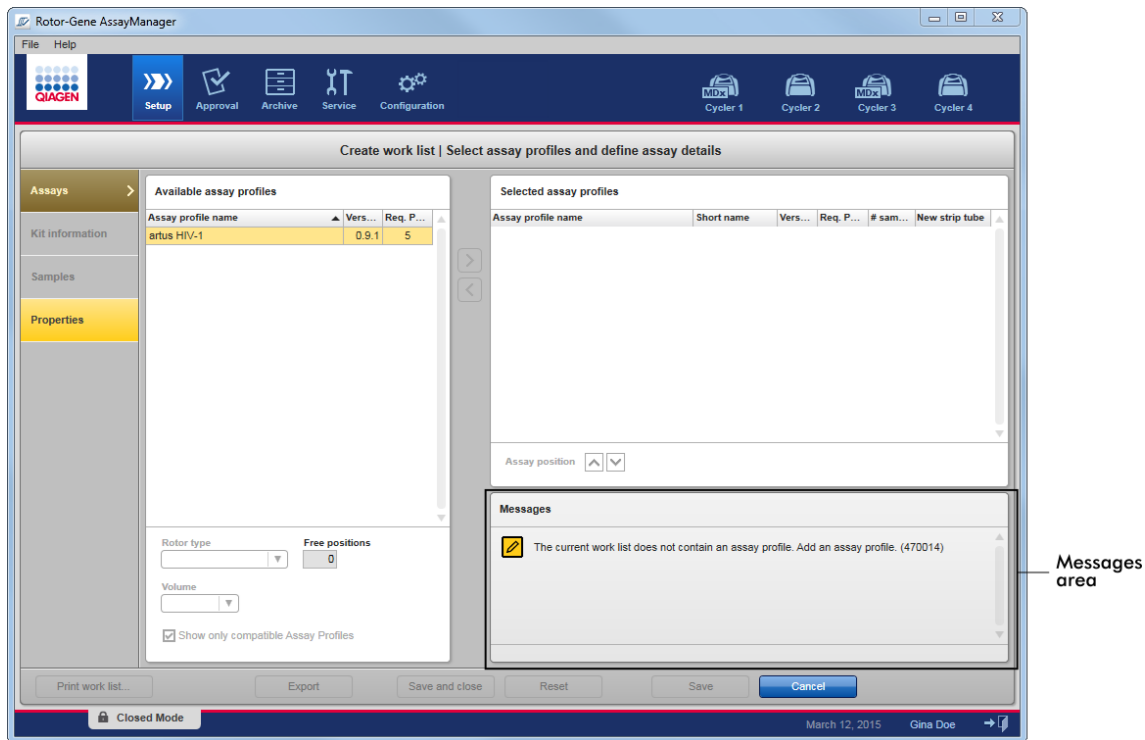 Rotor-Gene AssayManager
File Help
QIAGEN
Setup Approval Archive Service Configuration
MDx MDx
Cycler 1 Cycler 2 Cycler 3 Cycler 4
Create work list | Select assay profiles and define assay details
Assays
Kit information
Samples
Properties
Available assay profiles
Assay profile name Vers... Req. P...
artus HIV-1 0.9.1 5
Rotor type Free positions
0
Volume
Show only compatible Assay Profiles
Selected assay profiles
Assay profile name Short name Vers... Req. P... # sam... New strip tube
Assay position
Messages
The current work list does not contain an assay profile. Add an assay profile. (470014)
Messages
area
Print work list... Export Save and close Reset Save Cancel
Closed Mode
March 12, 2015 Gina Doe